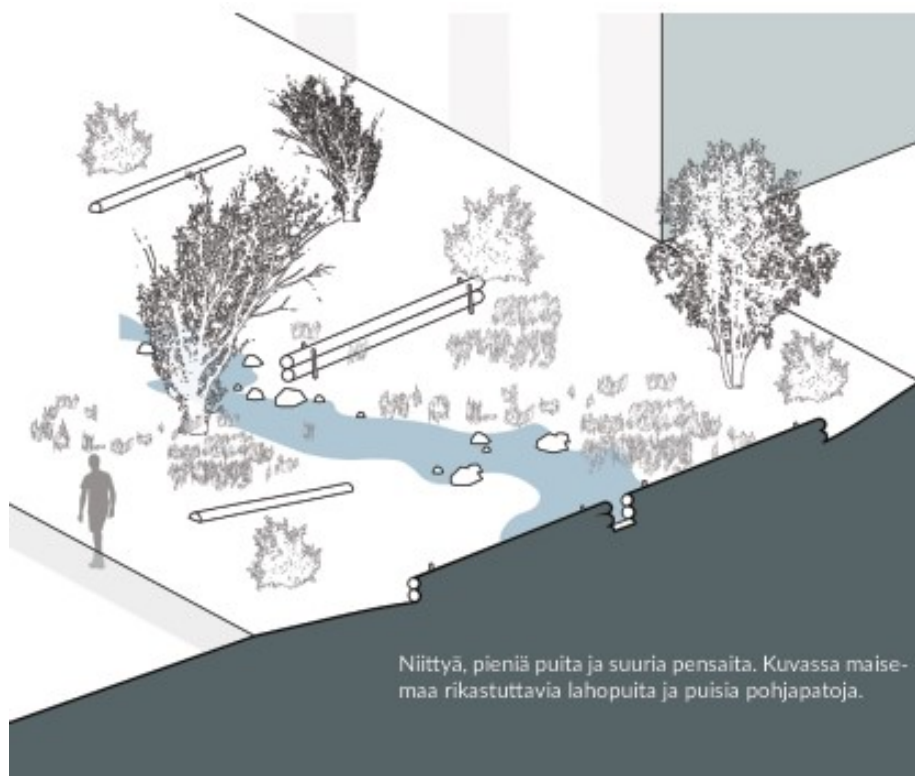 Niittyä, pieniä puita ja suuria pensaita. Kuvassa maise-
maa rikastuttavia lahopuita ja puisia pohjapatoja.